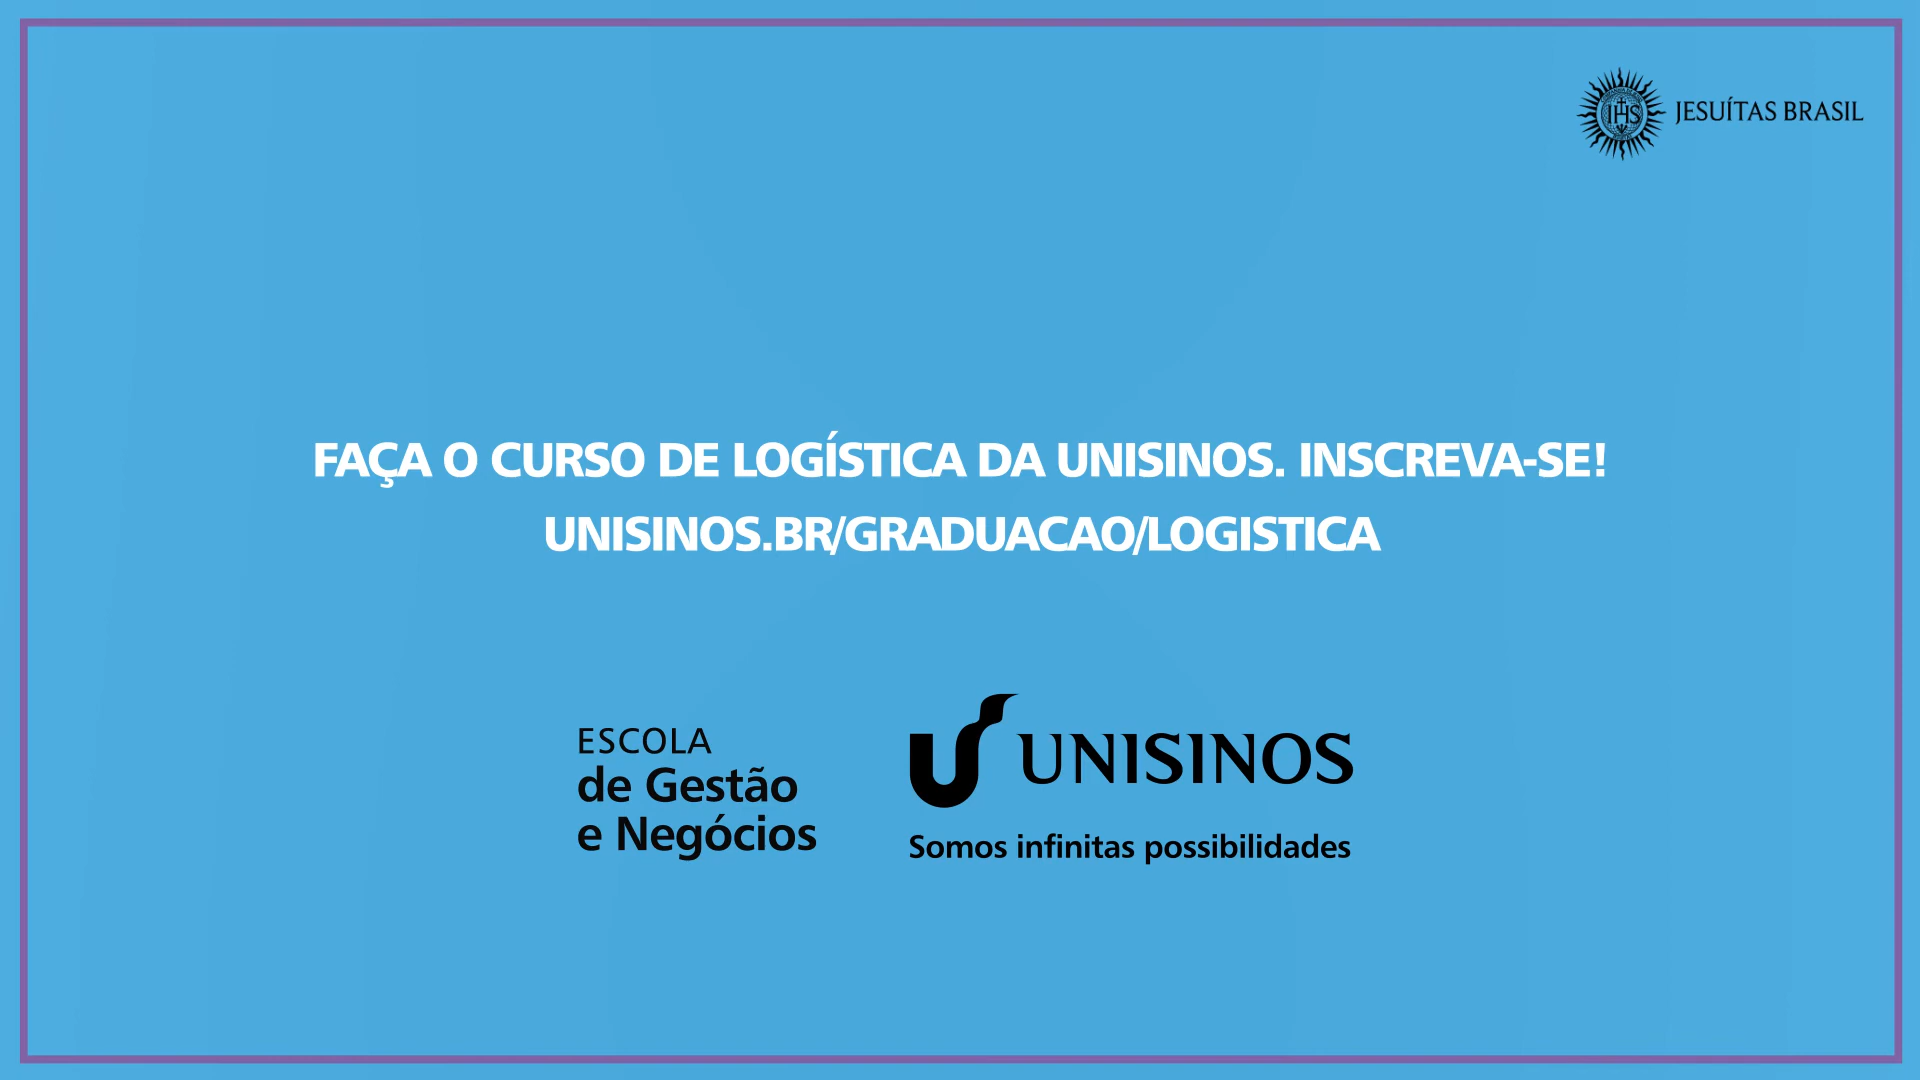 JESUÍTAS BRASIL
IHS
FAÇA O CURSO DE LOGÍSTICA DA UNISINOS. INSCREVA-SE!
UNISINOS.BR/GRADUACAO/LOGISTICA
ESCOLA
de Gestão
e Negócios
UNISINOS
Somos infinitas possibilidades